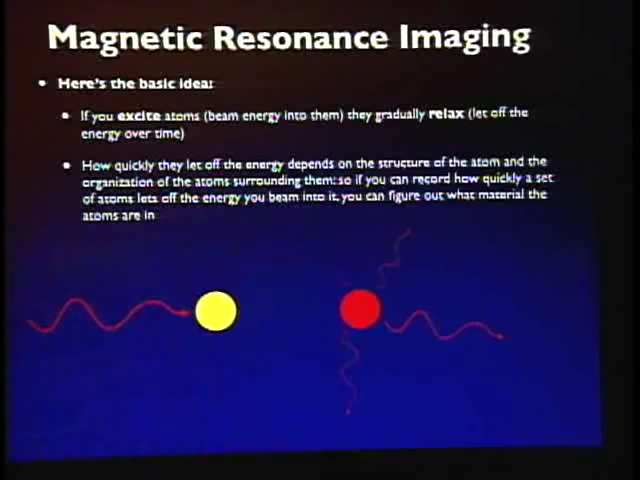 Magnetic Resonance Imaging
Here's the basic idea:
If you excite atoms (beam energy into them) they gradually relax (let off the
energy over time)
How quickly they let off the energy depends on the structure of the atom and the
organization of the atoms surrounding them: so if you can record how quickly a set
of atoms lets off the energy you beam into it, you can figure out what material the
atoms are in